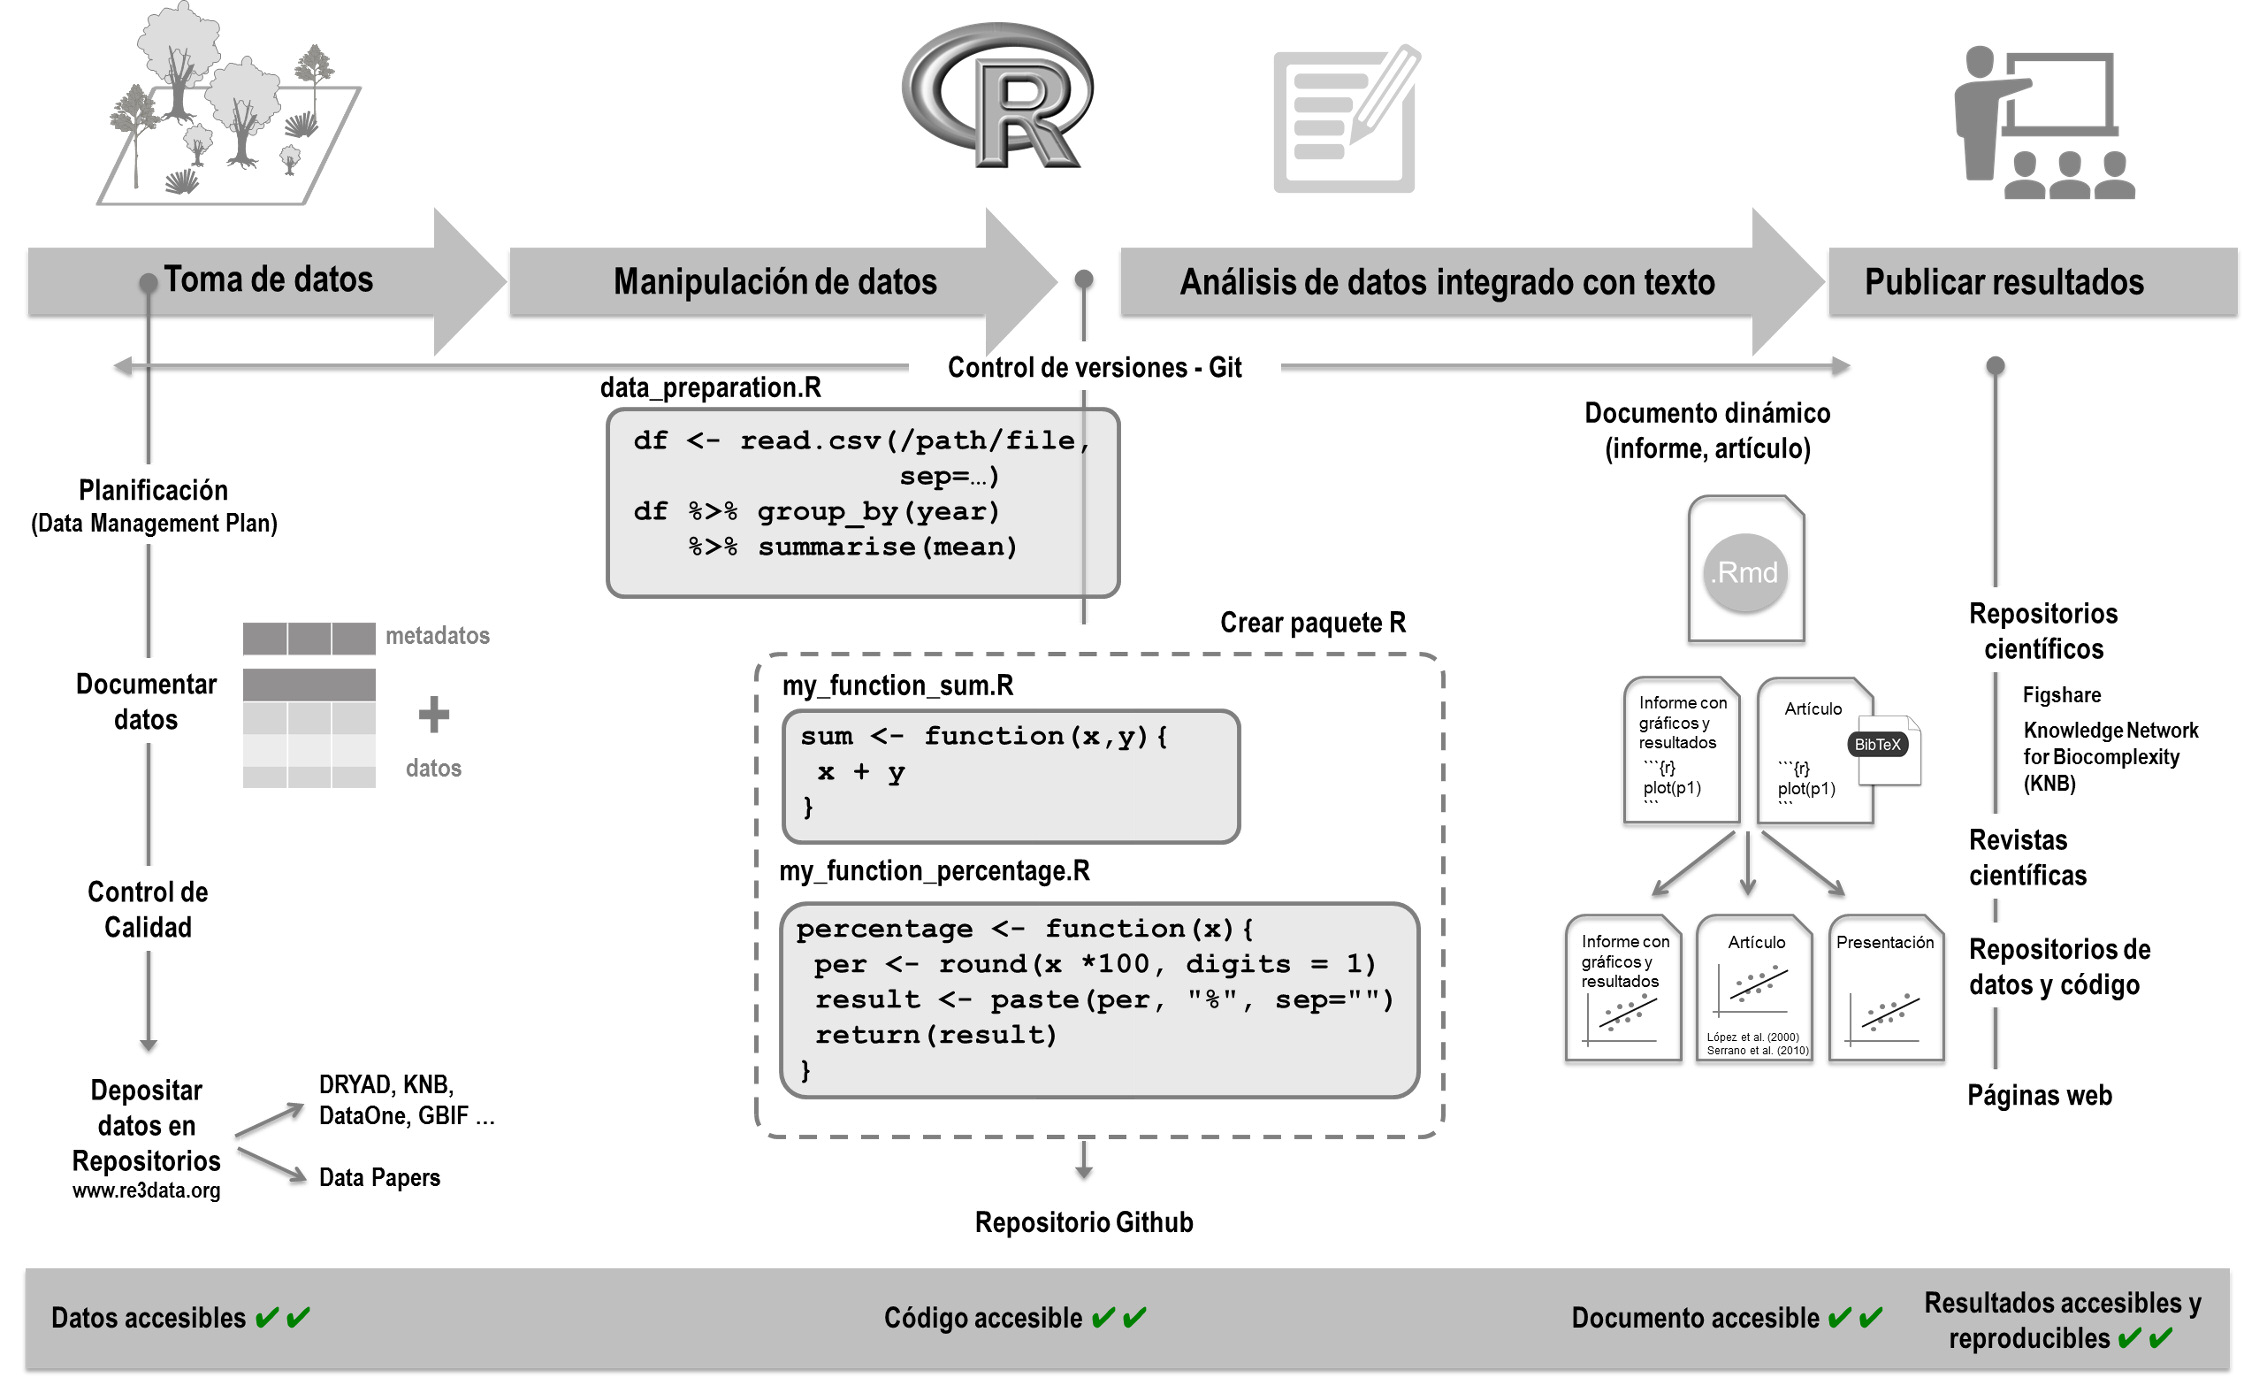 R
Toma de datos
Manipulación de datos
Análisis de datos integrado con texto
Publicar resultados
Control de versiones - Git
Planificación
(Data Management Plan)
metadatos
Documentar
datos
+
datos
Control de
Calidad
Depositar
datos en
Repositorios
www.re3data.org
DRYAD, KNB,
DataOne, GBIF ...
Data Papers
data_preparation.R
df <- read.csv(/path/file,
sep=…)
df %>% group_by(year)
%>% summarise(mean)
Crear paquete R
my_function_sum.R
sum <- function(x,y){
x + y
}
my_function_percentage.R
percentage <- function(x){
per <- round(x *100, digits = 1)
result <- paste(per, "%", sep="")
return(result)
}
Repositorio Github
Documento dinámico
(informe, artículo)
.Rmd
Informe con
gráficos y
resultados
```{r}
plot(p1)
```
Artículo
```{r}
plot(p1)
```
BibTeX
Informe con
gráficos y
resultados
Artículo
López et al. (2000)
Serrano et al. (2010)
Presentación
Repositorios
científicos
Figshare
Knowledge Network
for Biocomplexity
(KNB)
Revistas
científicas
Repositorios de
datos y código
Páginas web
Datos accesibles ✔✔
Código accesible ✔✔
Documento accesible ✔✔
Resultados accesibles y
reproducibles ✔✔